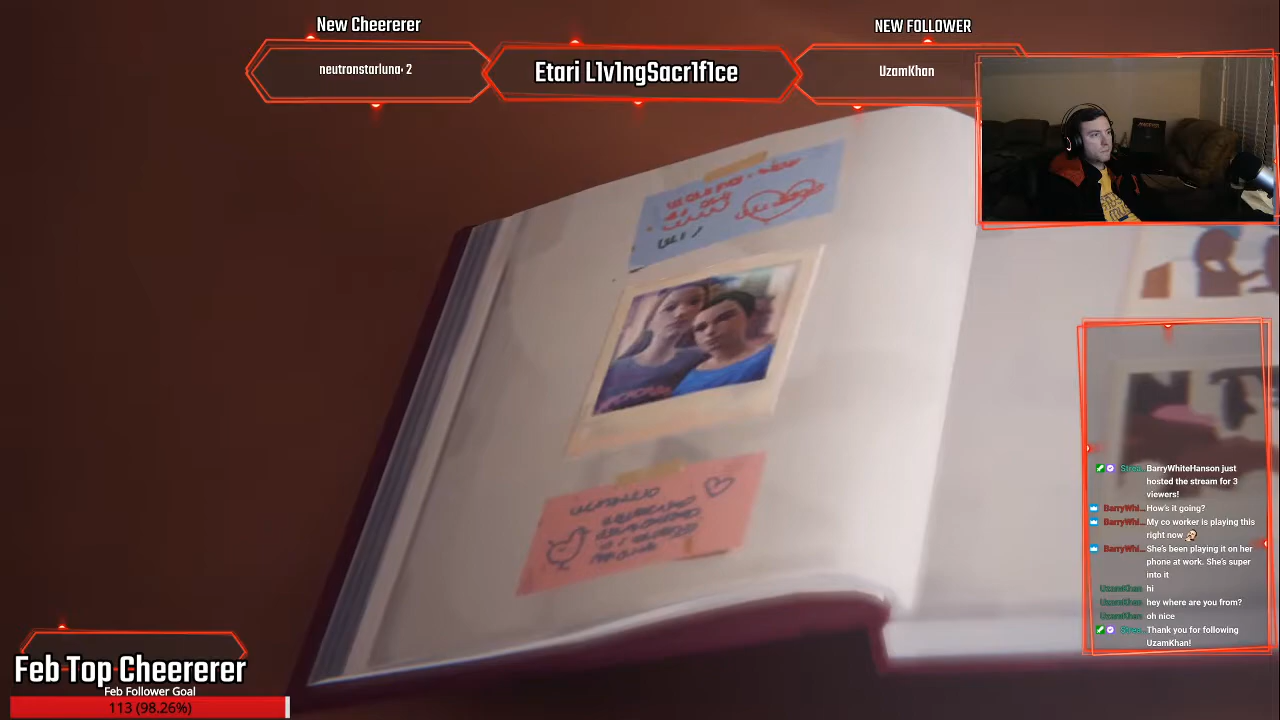 New Cheererer
neutronstarluna· 2
Etari L1v1ngSacr1f1ce
NEW FOLLOWER
UzamKhan
BarryWhiteHanson just
hosted the stream for 3
viewers!
BarryWhi... How's it going?
BarryWhi... My co worker is playing this
right now
BarryWhi... She's been playing it on her
phone at work. She's super
into it
UzamKhan hi
UzamKhan hey where are you from?
UzamKhan oh nice
Thank you for following
UzamKhan!
Feb Top Cheererer
Feb Follower Goal
113 (98.26%)